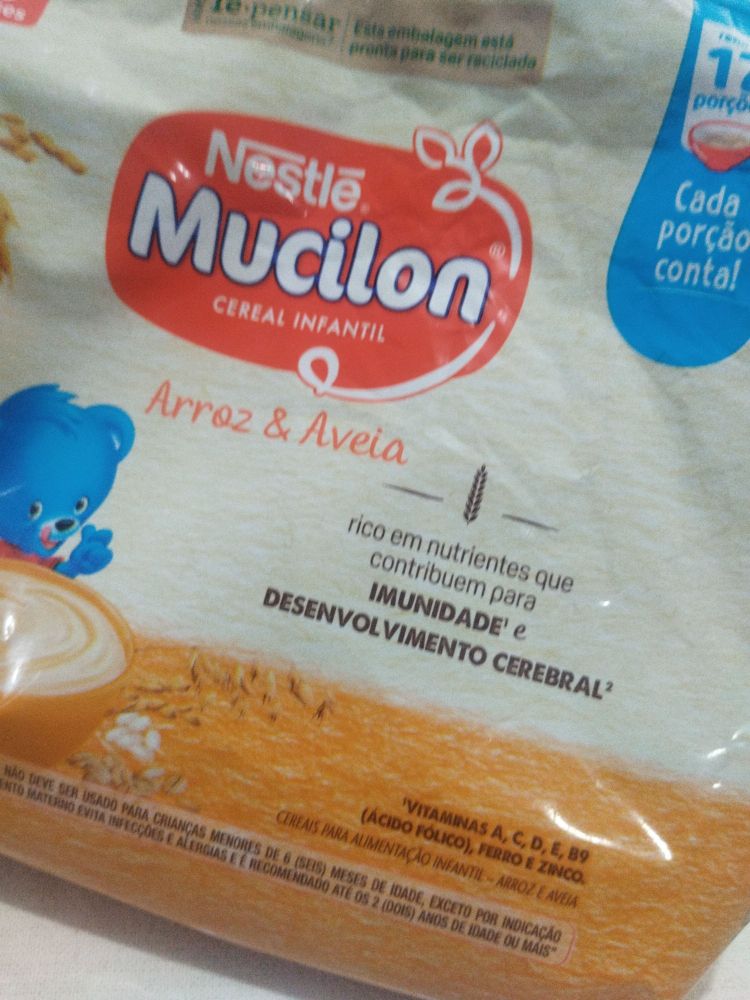 re·pensar
Esta embalagem está
pronta para ser reciclada
porçõ
Cada
porção
conta!
Nestlé®
Mucilon®
CEREAL INFANTIL
Arroz & Aveia
rico em nutrientes que
contribuem para
IMUNIDADE¹ e
DESENVOLVIMENTO CEREBRAL²
¹VITAMINAS A, C, D, E, B9
(ÁCIDO FÓLICO), FERRO E ZINCO.
CEREAIS PARA ALIMENTAÇÃO INFANTIL - ARROZ E AVEIA
NÃO DEVE SER USADO PARA CRIANÇAS MENORES DE 6 (SEIS) MESES DE IDADE, EXCETO POR INDICAÇÃO
ENTO MATERNO EVITA INFECÇÕES E ALERGIAS E É RECOMENDADO ATÉ OS 2 (DOIS) ANOS DE IDADE OU MAIS"